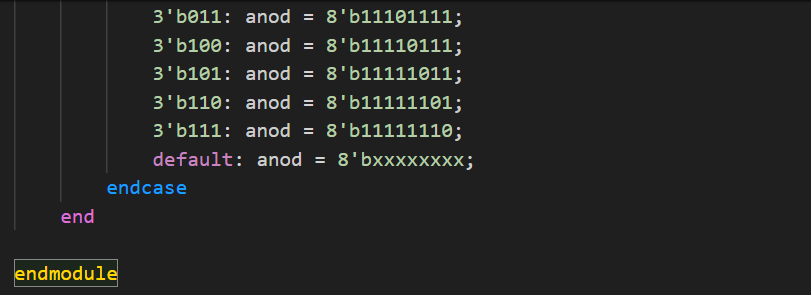 3'b011: anod = 8'b11101111;
3'b100: anod = 8'b11110111;
3'b101: anod = 8'b11111011;
3'b110: anod = 8'b11111101;
3'b111: anod = 8'b11111110;
default: anod = 8'bxxxxxxxx;
endcase
end
endmodule